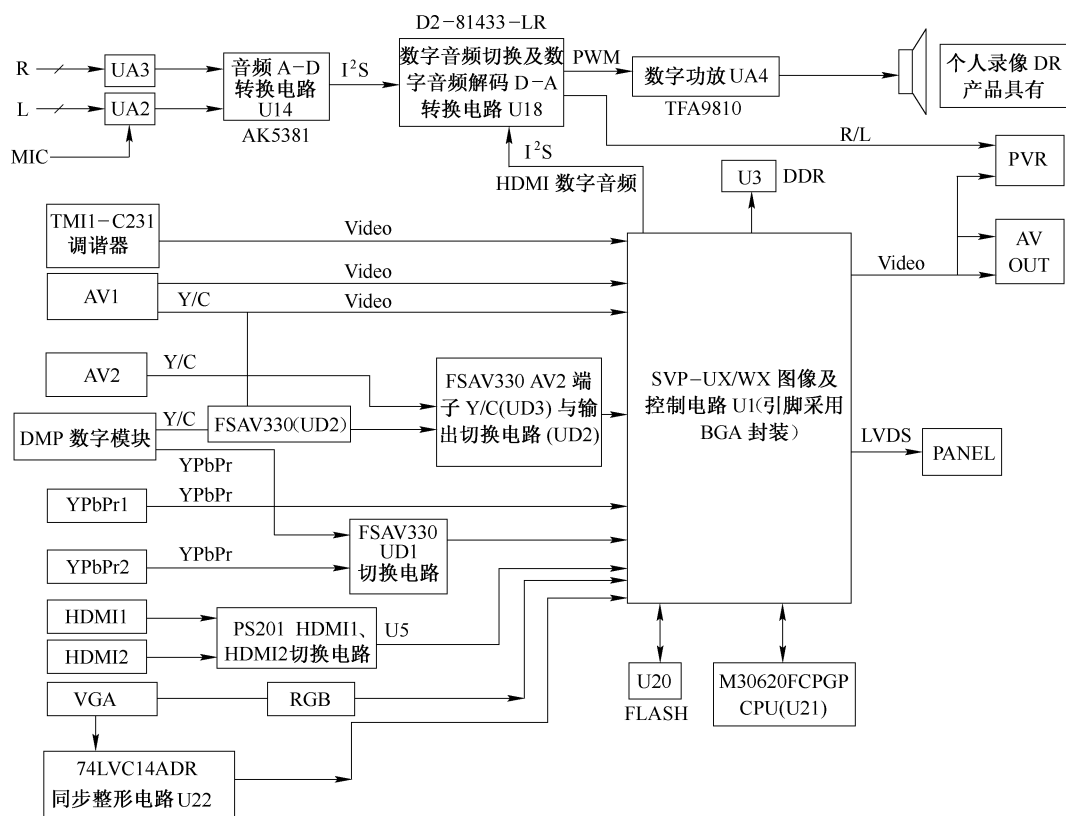 D2-81433-LR
R
UA3
音频 A-D
转换电路
U14
AK5381
I²S
数字音频切换及数
字音频解码 D-A
转换电路 U18
PWM
数字功放 UA4
TFA9810
个人录像 DR
产品具有
L
UA2
MIC
R/L
PVR
I²S
HDMI 数字音频
U3
DDR
TMI1-C231
调谐器
Video
AV
OUT
Video
AV1
Video
Y/C
Video
AV2
Y/C
FSAV330 AV2 端
子 Y/C(UD3) 与输
出切换电路 (UD2)
SVP-UX/WX 图像及
控制电路 U1(引脚采用
BGA 封装)
DMP 数字模块
Y/C
FSAV330(UD2)
YPbPr
LVDS
PANEL
YPbPr1
YPbPr
FSAV330
UD1
切换电路
YPbPr2
YPbPr
HDMI1
HDMI2
PS201 HDMI1、
HDMI2切换电路
U5
VGA
RGB
U20
FLASH
M30620FCPGP
CPU(U21)
74LVC14ADR
同步整形电路 U22